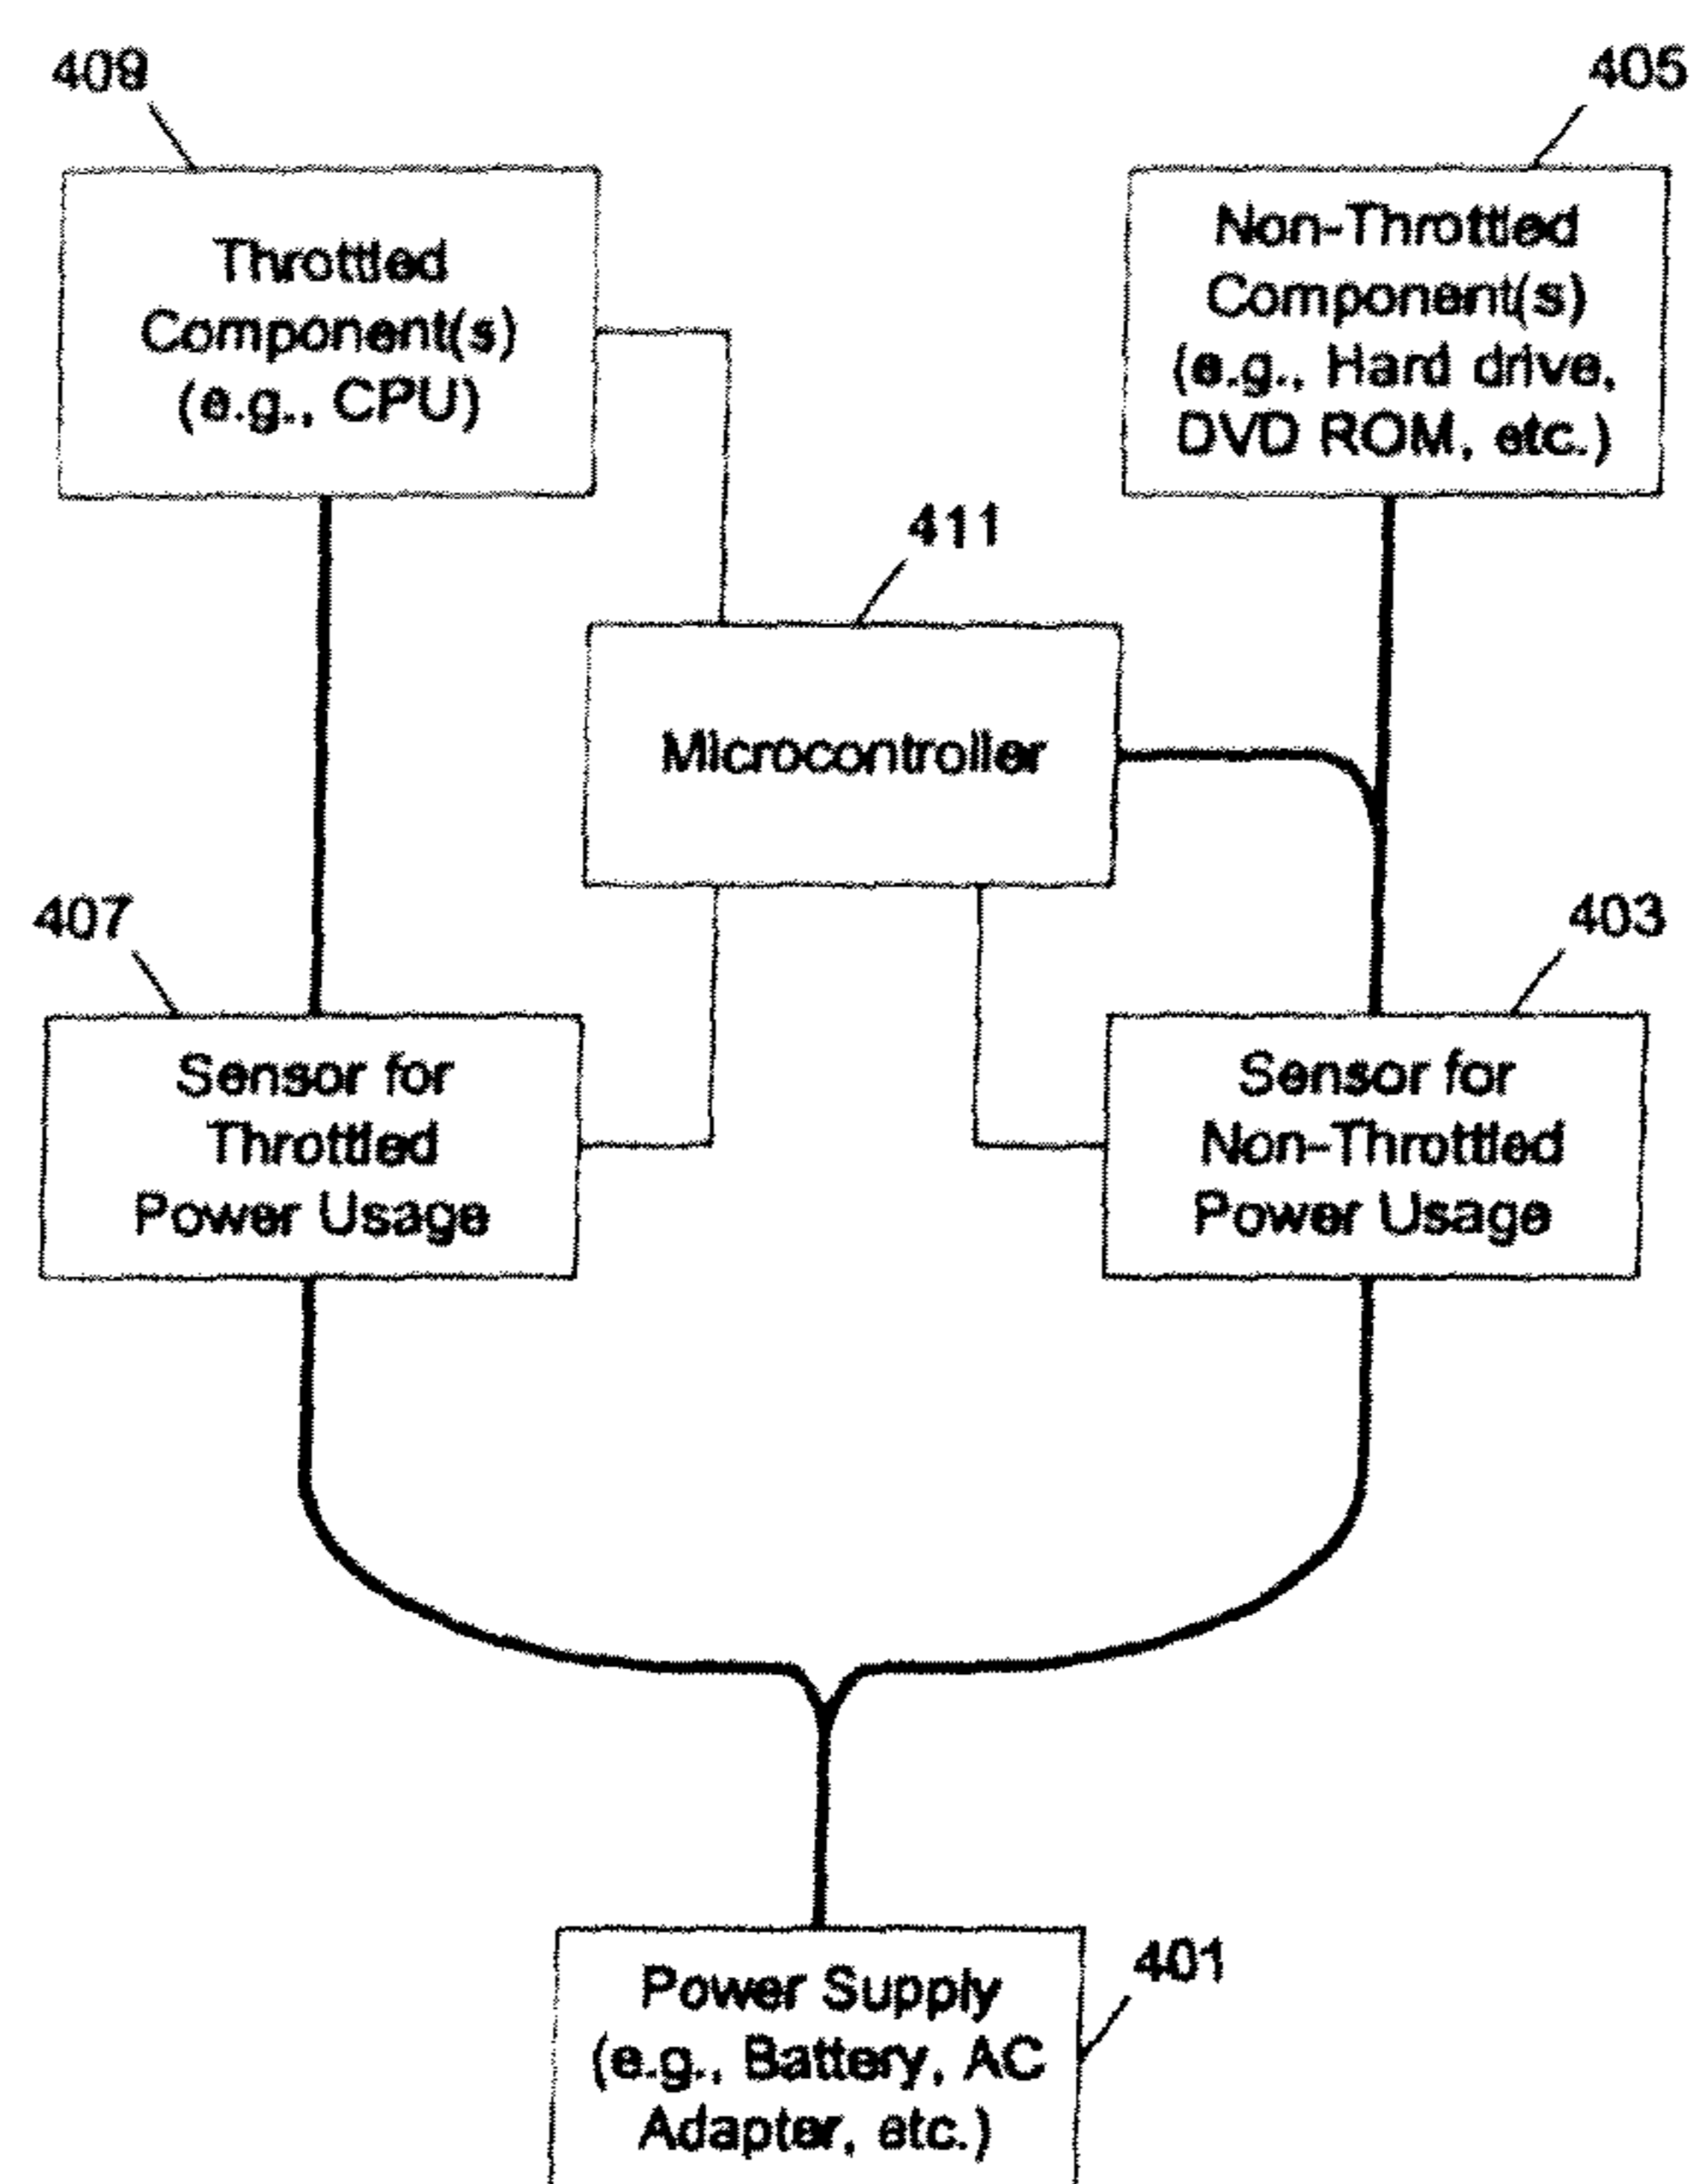 409
405
Throttled
Component(s)
(e.g., CPU)
Non-Throttled
Component(s)
(e.g., Hard drive,
DVD ROM, etc.)
411
Microcontroller
407
403
Sensor for
Throttled
Power Usage
Sensor for
Non-Throttled
Power Usage
401
Power Supply
(e.g., Battery, AC
Adapter, etc.)